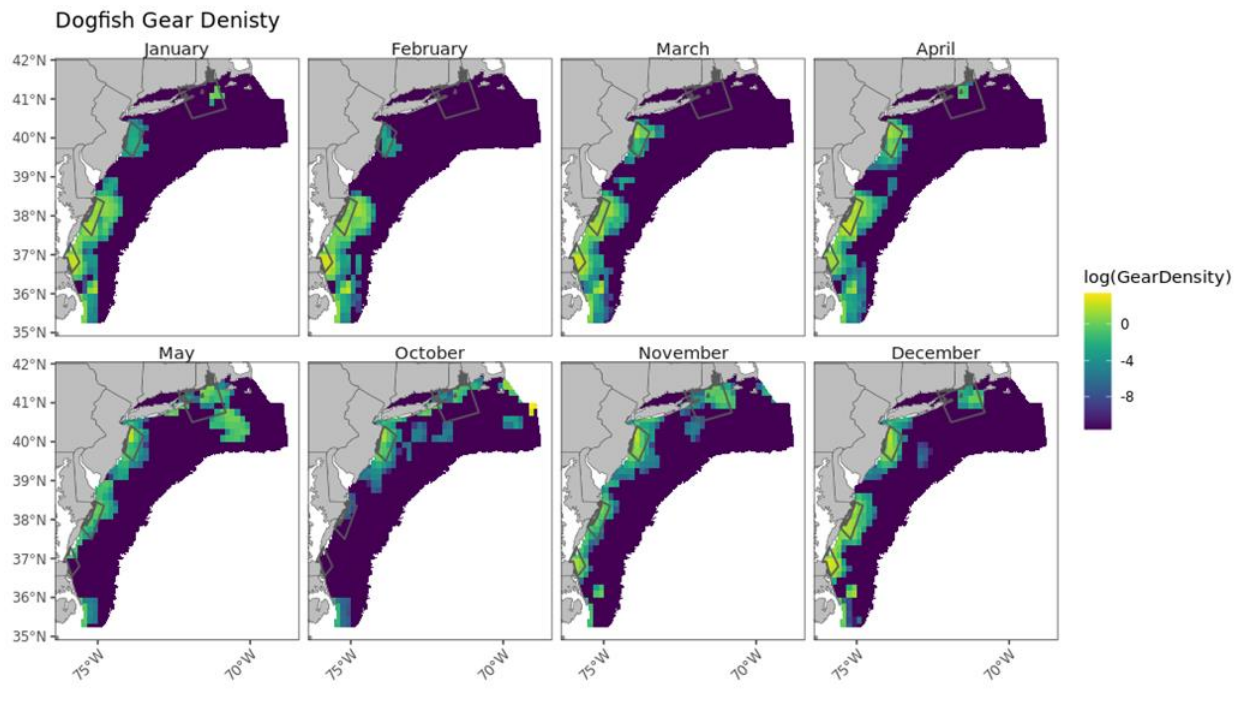 Dogfish Gear Denisty
January February March April
42°N
41°N
40°N
39°N
38°N
37°N
36°N
35°N
log(GearDensity)
0
-4
-8
May October November December
42°N
41°N
40°N
39°N
38°N
37°N
36°N
35°N
75°W 70°W 75°W 70°W 75°W 70°W 75°W 70°W